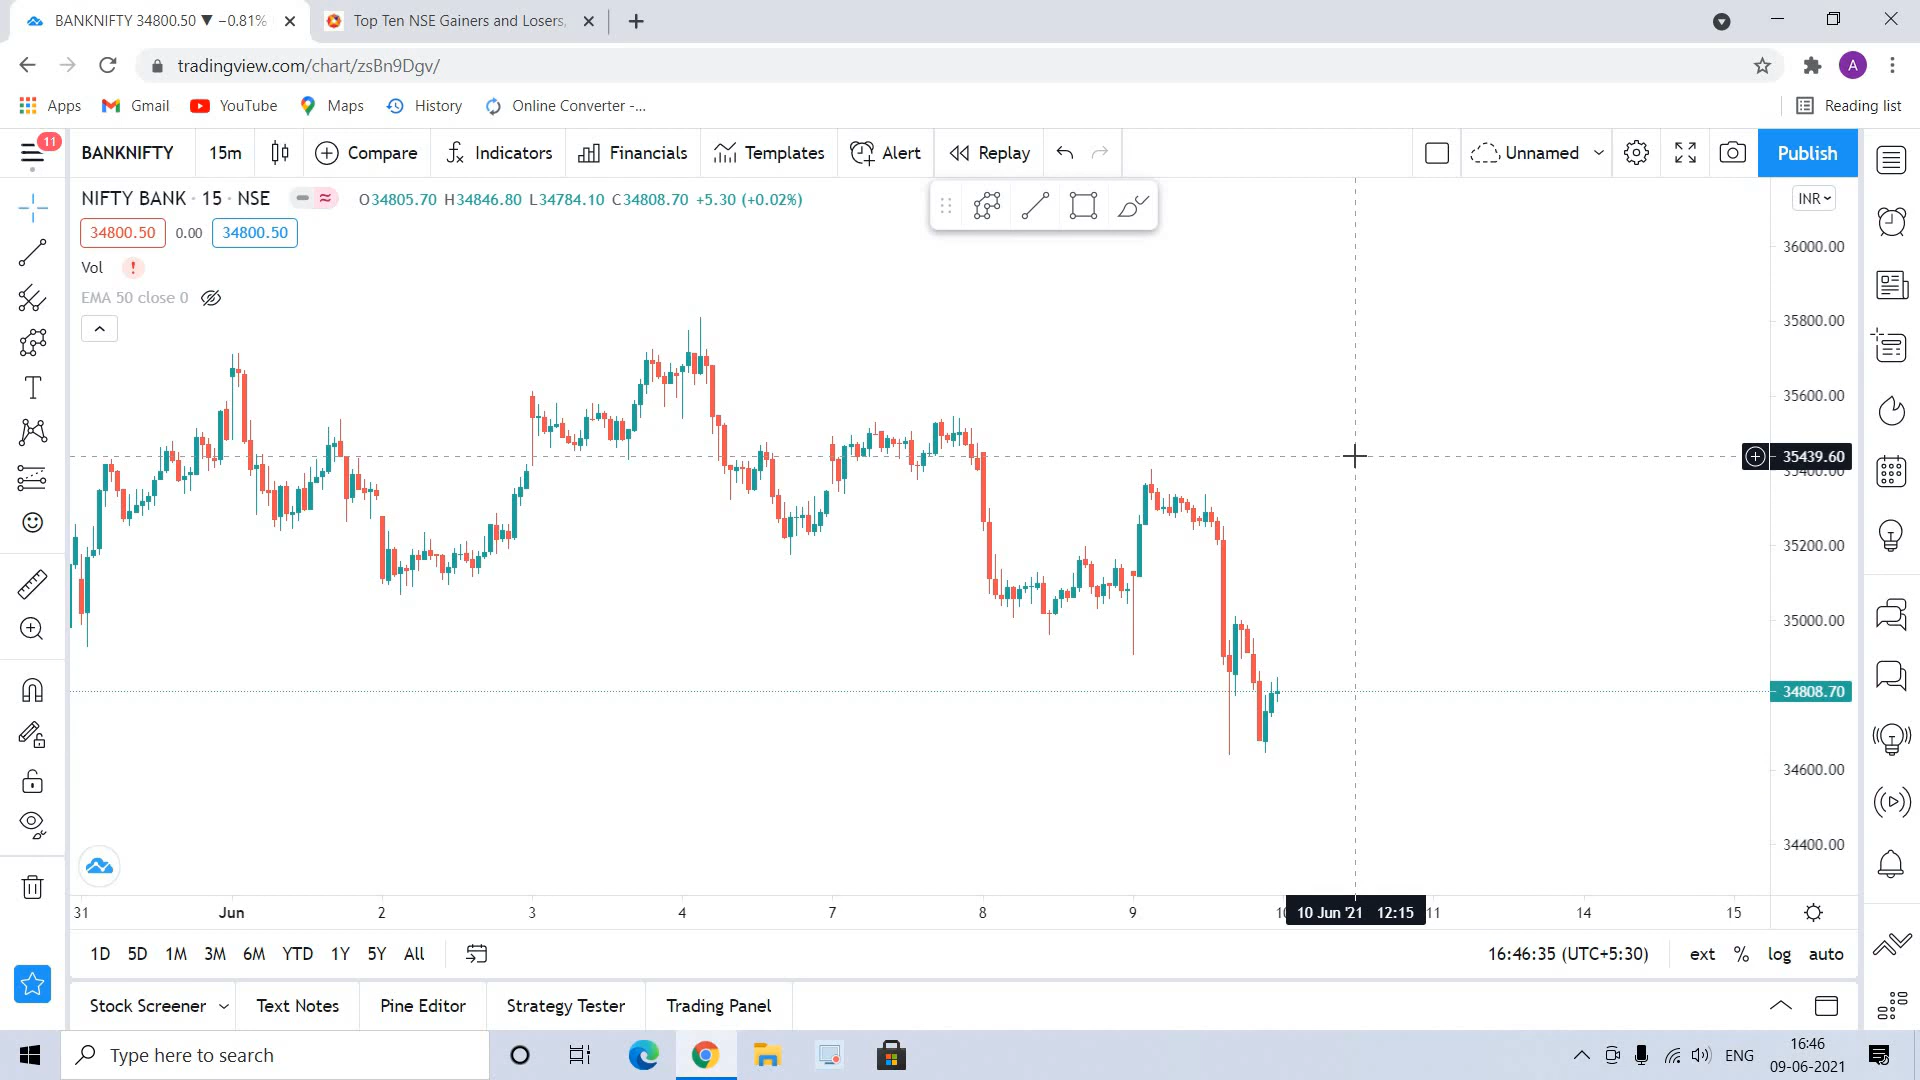 BANKNIFTY 34800.50 ▼ −0.81%
Top Ten NSE Gainers and Losers,
tradingview.com/chart/zsBn9Dgv/
A
Apps Gmail YouTube Maps History Online Converter -... Reading list
11
BANKNIFTY 15m Compare Indicators Financials Templates Alert Replay Unnamed Publish
NIFTY BANK · 15 · NSE O34805.70 H34846.80 L34784.10 C34808.70 +5.30 (+0.02%)
INR
34800.50 0.00 34800.50
Vol !
EMA 50 close 0
36000.00
35800.00
35600.00
35439.60
35400.00
35200.00
35000.00
34808.70
34600.00
34400.00
31 Jun 2 3 4 7 8 9 10 10 Jun '21 12:15 11 14 15
1D 5D 1M 3M 6M YTD 1Y 5Y All 16:46:35 (UTC+5:30) ext % log auto
Stock Screener Text Notes Pine Editor Strategy Tester Trading Panel
Type here to search
ENG
16:46
09-06-2021